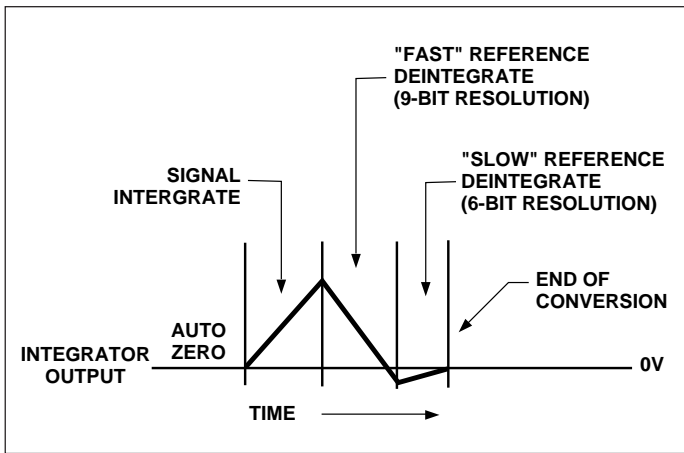 "FAST" REFERENCE
DEINTEGRATE
(9-BIT RESOLUTION)
SIGNAL
INTERGRATE
"SLOW" REFERENCE
DEINTEGRATE
(6-BIT RESOLUTION)
END OF
CONVERSION
AUTO
ZERO
INTEGRATOR
OUTPUT
0V
TIME